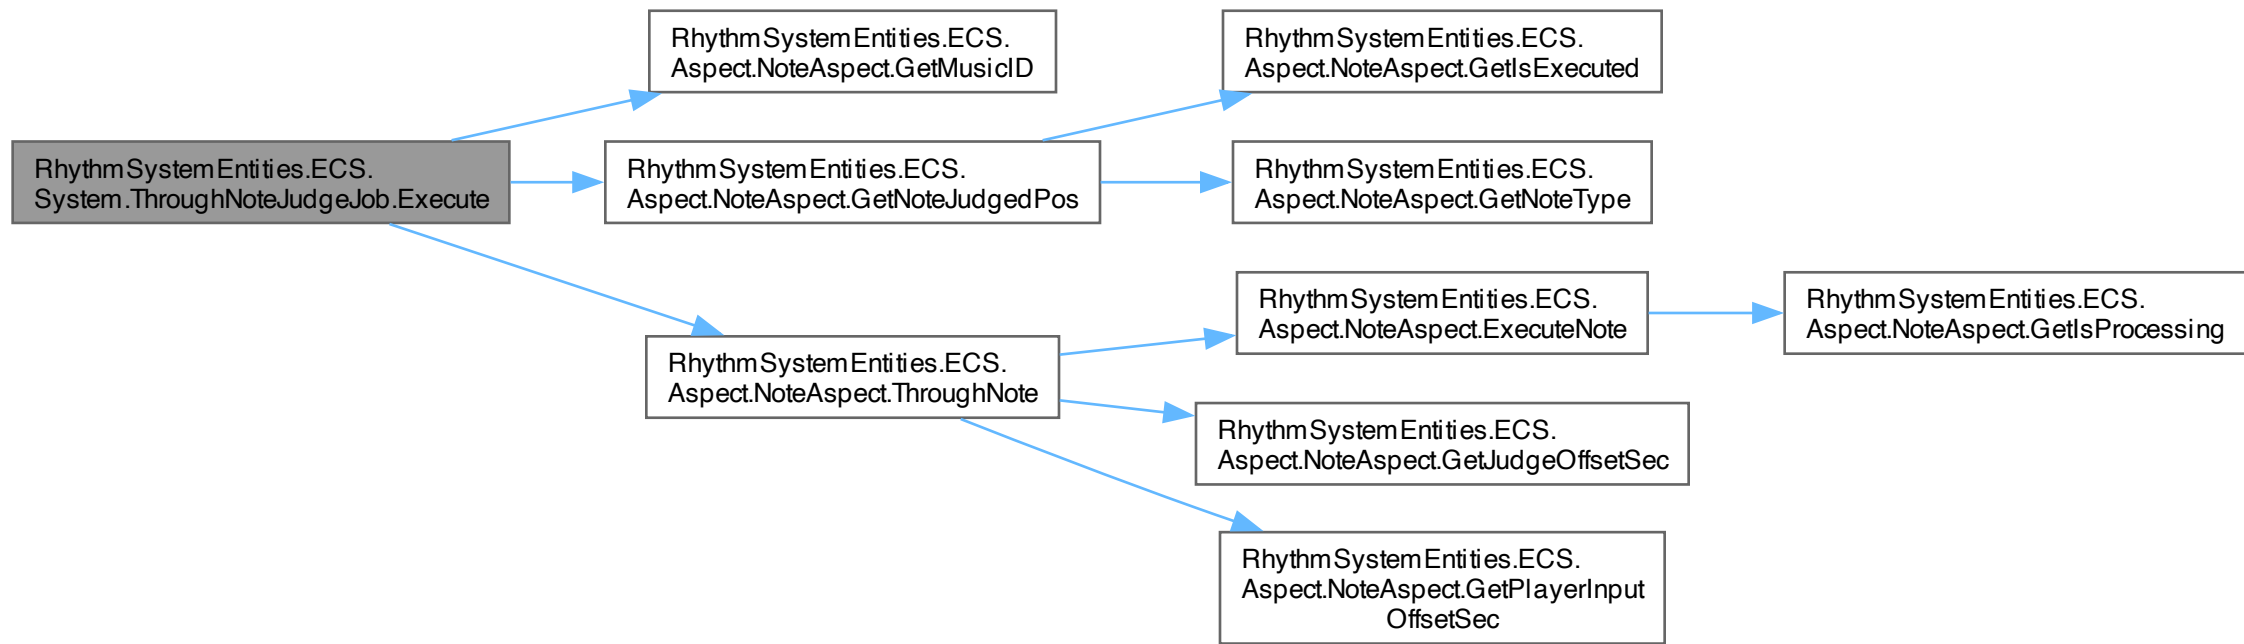 RhythmSystemEntities.ECS.
System.ThroughNoteJudgeJob.Execute
RhythmSystemEntities.ECS.
Aspect.NoteAspect.GetMusicID
RhythmSystemEntities.ECS.
Aspect.NoteAspect.GetNoteJudgedPos
RhythmSystemEntities.ECS.
Aspect.NoteAspect.GetIsExecuted
RhythmSystemEntities.ECS.
Aspect.NoteAspect.GetNoteType
RhythmSystemEntities.ECS.
Aspect.NoteAspect.ThroughNote
RhythmSystemEntities.ECS.
Aspect.NoteAspect.ExecuteNote
RhythmSystemEntities.ECS.
Aspect.NoteAspect.GetIsProcessing
RhythmSystemEntities.ECS.
Aspect.NoteAspect.GetJudgeOffsetSec
RhythmSystemEntities.ECS.
Aspect.NoteAspect.GetPlayerInput
OffsetSec